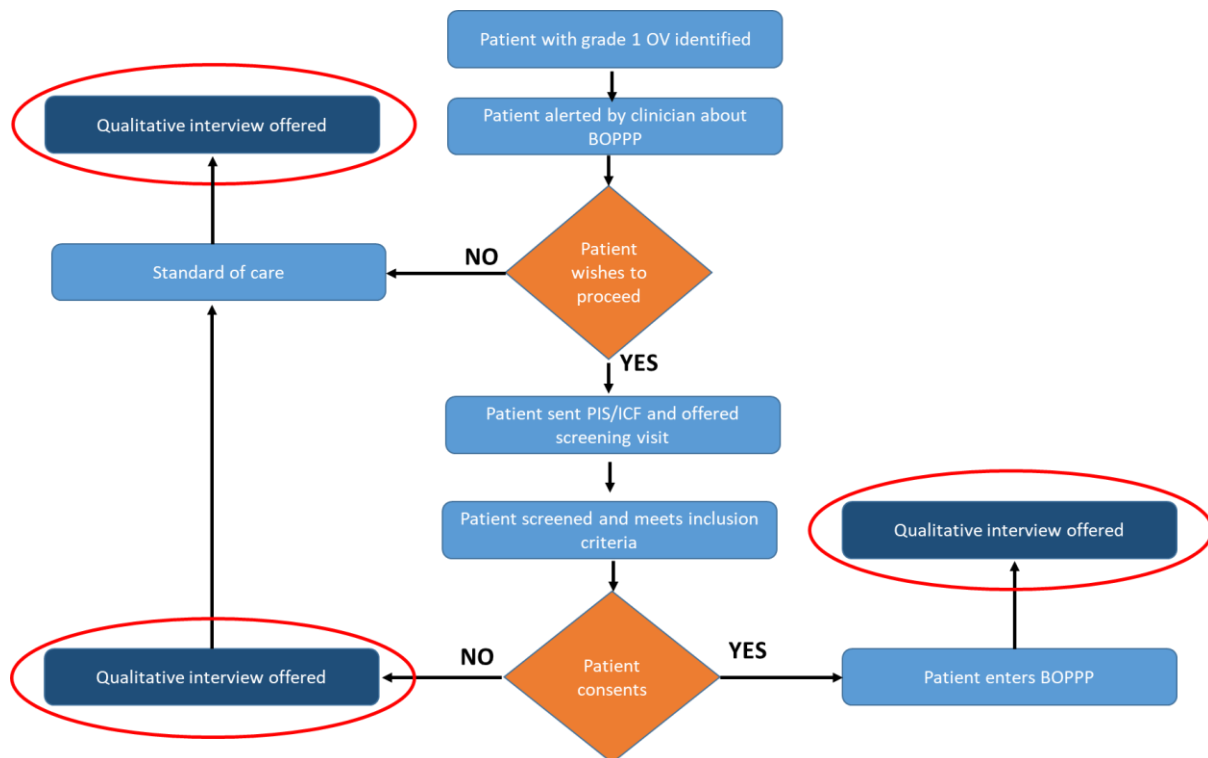 Patient with grade 1 OV identified
Qualitative interview offered
Patient alerted by clinician about
BOPPP
Standard of care
NO
Patient
wishes to
proceed
YES
Patient sent PIS/ICF and offered
screening visit
Patient screened and meets inclusion
criteria
Qualitative interview offered
Qualitative interview offered
NO
Patient
consents
YES
Patient enters BOPPP